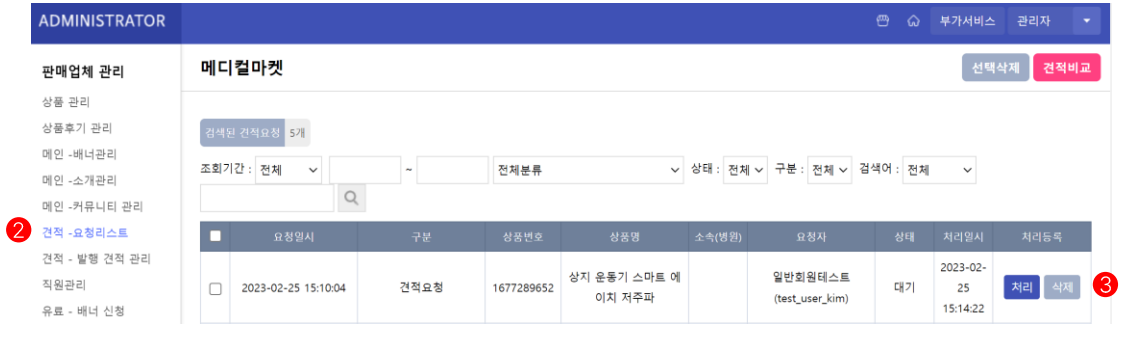 ADMINISTRATOR
부가서비스 관리자
판매업체 관리
상품 관리
상품후기 관리
메인 -배너관리
메인 -소개관리
메인 -커뮤니티 관리
2 견적 -요청리스트
견적 - 발행 견적 관리
직원관리
유료 - 배너 신청
메디컬마켓 선택삭제 견적비교
검색된 견적요청 5개
조회기간 : 전체 ~ 전체분류 상태 : 전체 구분 : 전체 검색어 : 전체
요청일시 구분 상품번호 상품명 소속(병원) 요청자 상태 처리일시 처리등록
2023-02-25 15:10:04 견적요청 1677289652 상지 운동기 스마트 에
이치 저주파 일반회원테스트
(test_user_kim) 대기 2023-02-
25
15:14:22 처리 삭제 3